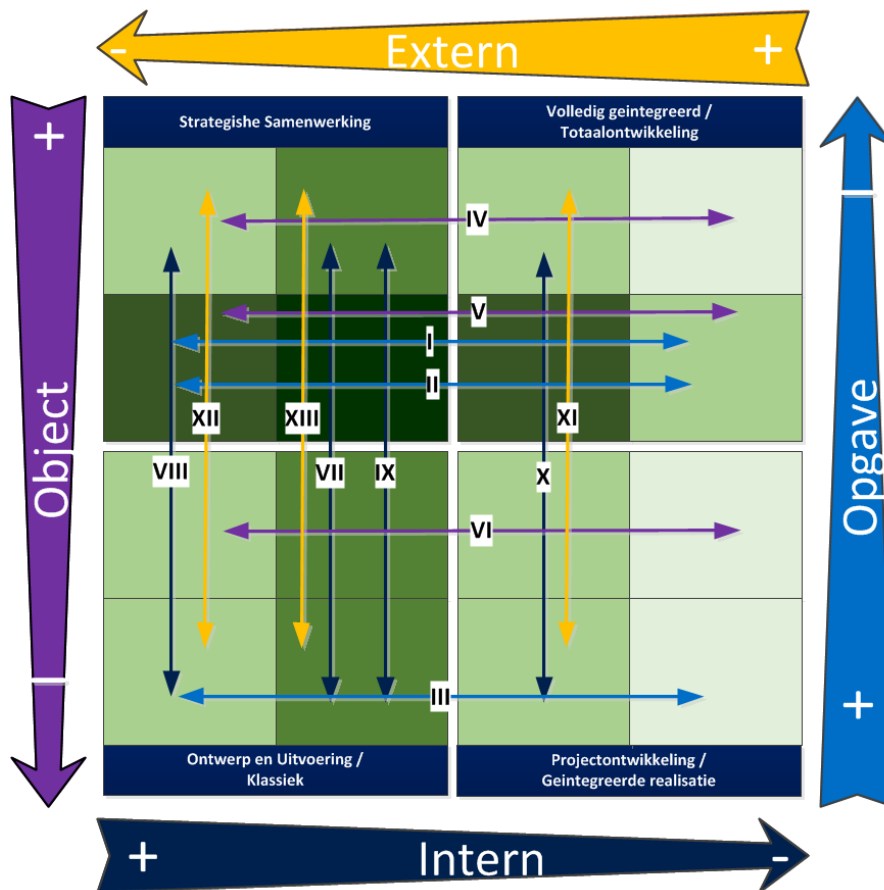 - Extern +
+
Strategishe Samenwerking
Volledig geintegreerd /
Totaalontwikkeling
IV
V
I
II
XII
XIII
XI
VIII
VII
IX
X
VI
III
Object
Opgave
-
+
-
Ontwerp en Uitvoering /
Klassiek
Projectontwikkeling /
Geintegreerde realisatie
+ Intern -